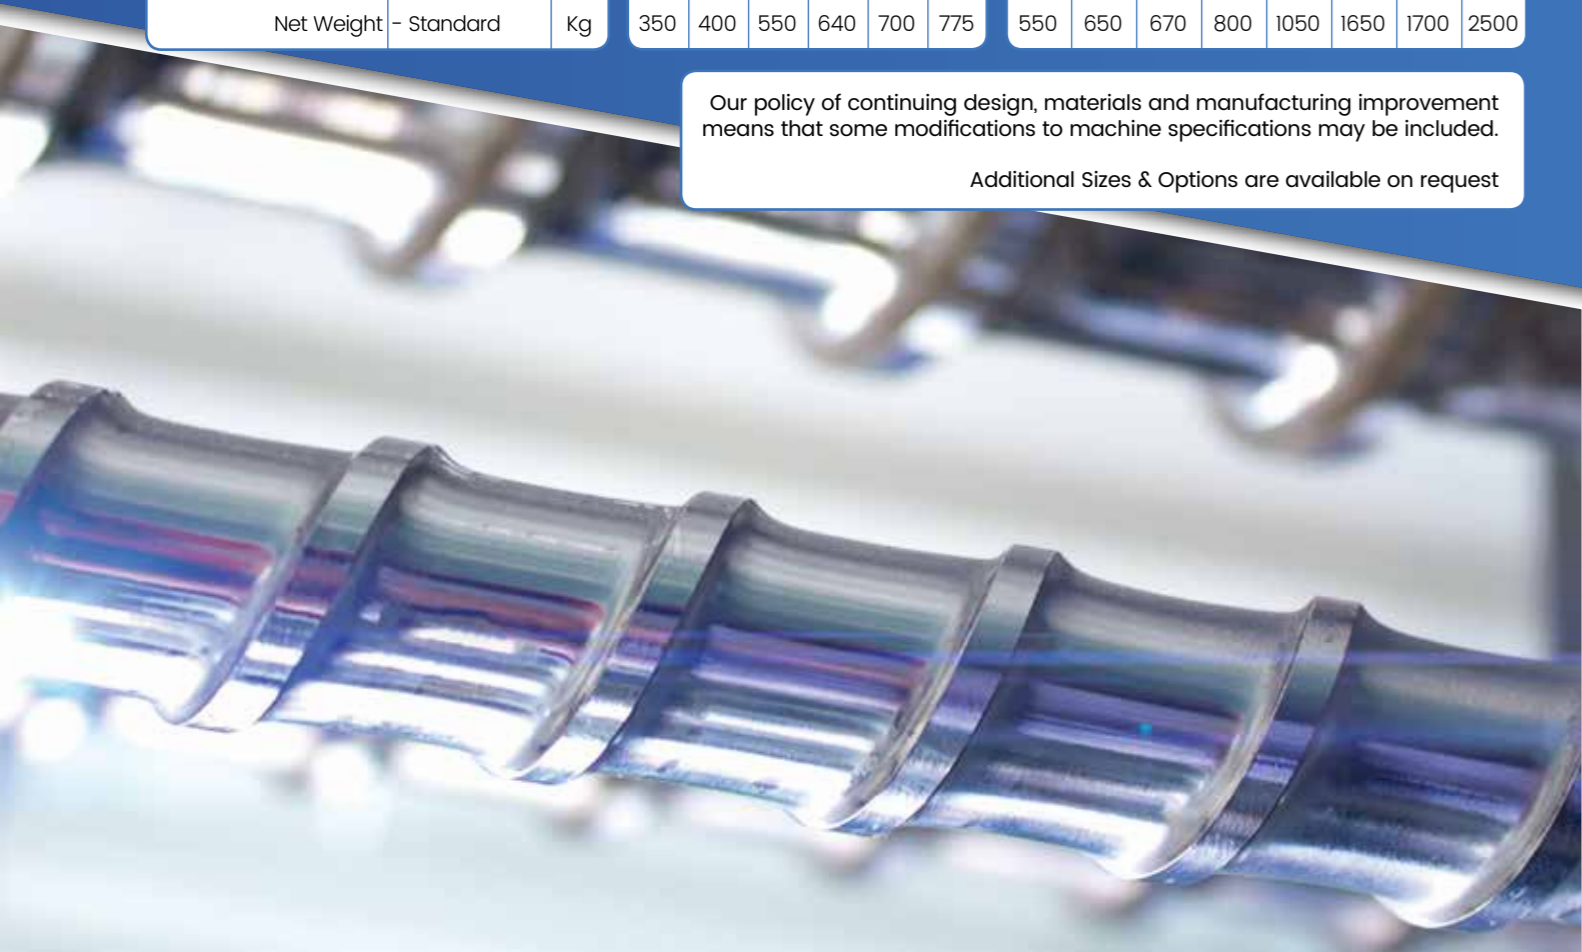 Net Weight - Standard Kg 350 400 550 640 700 775 550 650 670 800 1050 1650 1700 2500
Our policy of continuing design, materials and manufacturing improvement
means that some modifications to machine specifications may be included.
Additional Sizes & Options are available on request